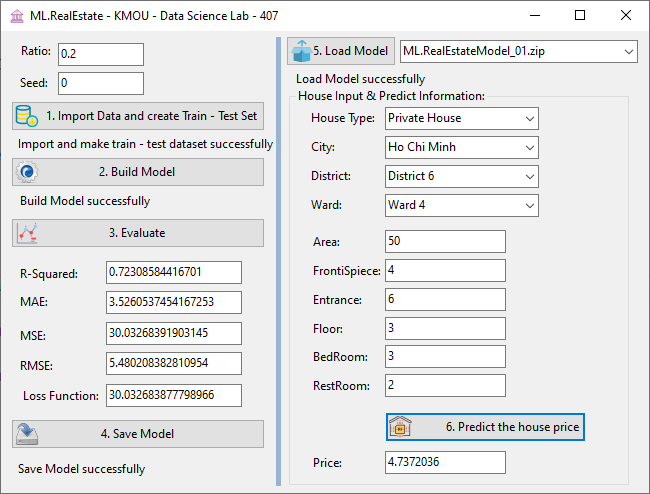 ML.RealEstate - KMOU - Data Science Lab - 407
Ratio: 0.2
Seed: 0
1. Import Data and create Train - Test Set
Import and make train - test dataset successfully
2. Build Model
Build Model successfully
3. Evaluate
R-Squared: 0.72308584416701
MAE: 3.5260537454167253
MSE: 30.03268391903145
RMSE: 5.480208382810954
Loss Function: 30.032683877798966
4. Save Model
Save Model successfully
5. Load Model ML.RealEstateModel_01.zip
Load Model successfully
House Input & Predict Information:
House Type: Private House
City: Ho Chi Minh
District: District 6
Ward: Ward 4
Area: 50
FrontiSpiece: 4
Entrance: 6
Floor: 3
BedRoom: 3
RestRoom: 2
6. Predict the house price
Price: 4.7372036